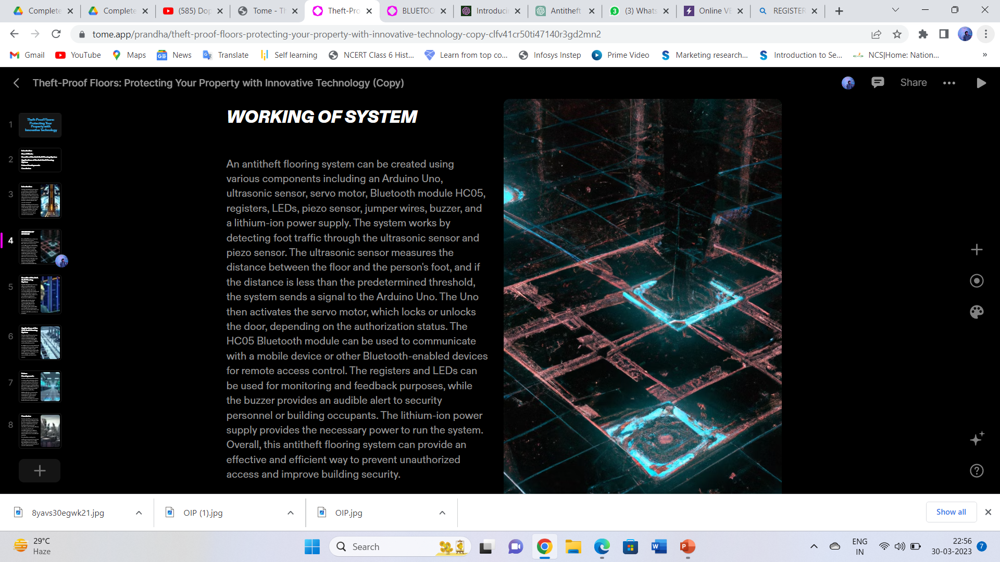 Complete
Complete
(585) Dop
Tome - Th
Theft-Pro
BLUETOO
Introducin
Antitheft
(3) Whats
Online VE
REGISTER
tome.app/prandha/theft-proof-floors-protecting-your-property-with-innovative-technology-copy-clfv41cr50ti47140r3gd2mn2
Gmail
YouTube
Maps
News
Translate
Self learning
NCERT Class 6 Hist...
Learn from top co...
Infosys Instep
Prime Video
Marketing research...
Introduction to Se...
NCS|Home: Nation...
Theft-Proof Floors: Protecting Your Property with Innovative Technology (Copy)
Share
1
Theft-Proof Floors:
Protecting Your
Property with
Innovative Technology
2
3
4
5
6
7
8
WORKING OF SYSTEM
An antitheft flooring system can be created using
various components including an Arduino Uno,
ultrasonic sensor, servo motor, Bluetooth module HC05,
registers, LEDs, piezo sensor, jumper wires, buzzer, and
a lithium-ion power supply. The system works by
detecting foot traffic through the ultrasonic sensor and
piezo sensor. The ultrasonic sensor measures the
distance between the floor and the person's foot, and if
the distance is less than the predetermined threshold,
the system sends a signal to the Arduino Uno. The Uno
then activates the servo motor, which locks or unlocks
the door, depending on the authorization status. The
HC05 Bluetooth module can be used to communicate
with a mobile device or other Bluetooth-enabled devices
for remote access control. The registers and LEDs can
be used for monitoring and feedback purposes, while
the buzzer provides an audible alert to security
personnel or building occupants. The lithium-ion power
supply provides the necessary power to run the system.
Overall, this antitheft flooring system can provide an
effective and efficient way to prevent unauthorized
access and improve building security.
8yavs30egwk21.jpg
OIP (1).jpg
OIP.jpg
Show all
29°C
Haze
Search
ENG
IN
22:56
30-03-2023
7